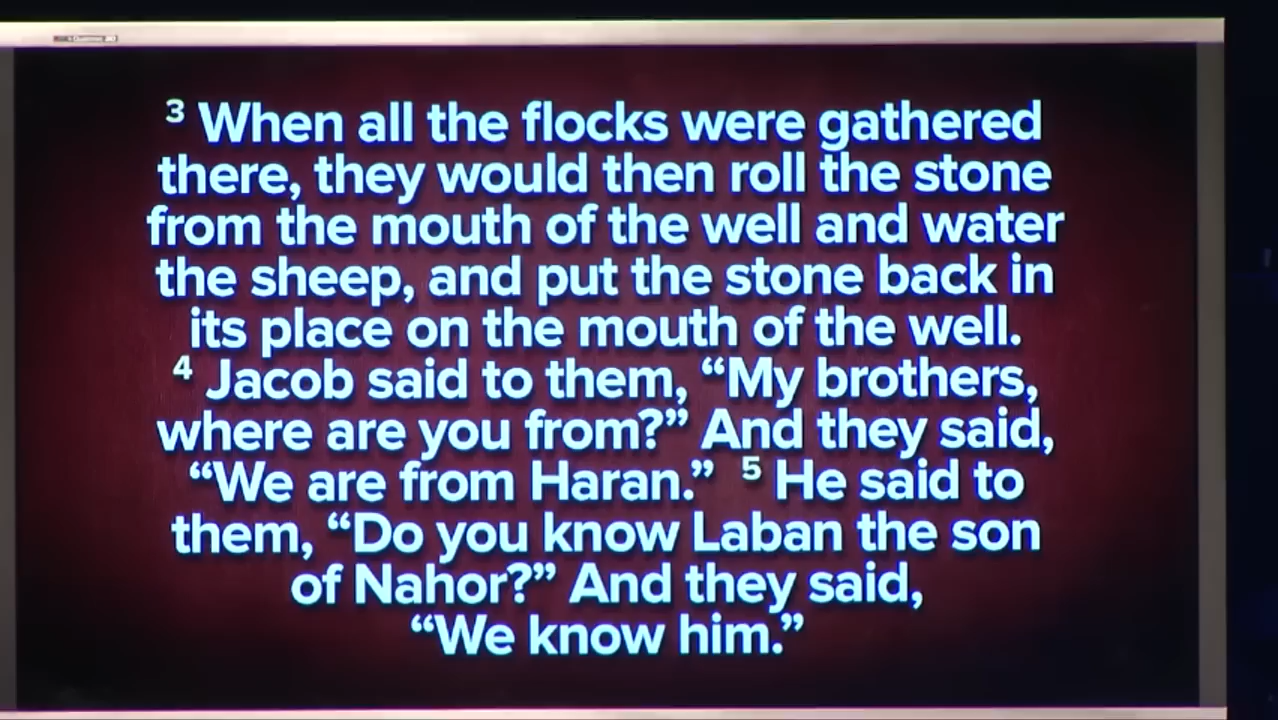 ³ When all the flocks were gathered
there, they would then roll the stone
from the mouth of the well and water
the sheep, and put the stone back in
its place on the mouth of the well.
⁴ Jacob said to them, “My brothers,
where are you from?” And they said,
“We are from Haran.” ⁵ He said to
them, “Do you know Laban the son
of Nahor?” And they said,
“We know him.”